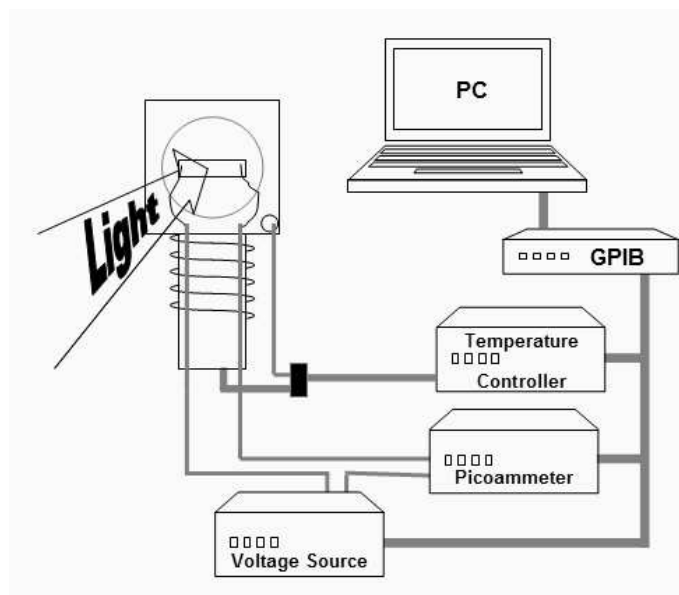 PC
Light
GPIB
Temperature
Controller
Picoammeter
Voltage Source